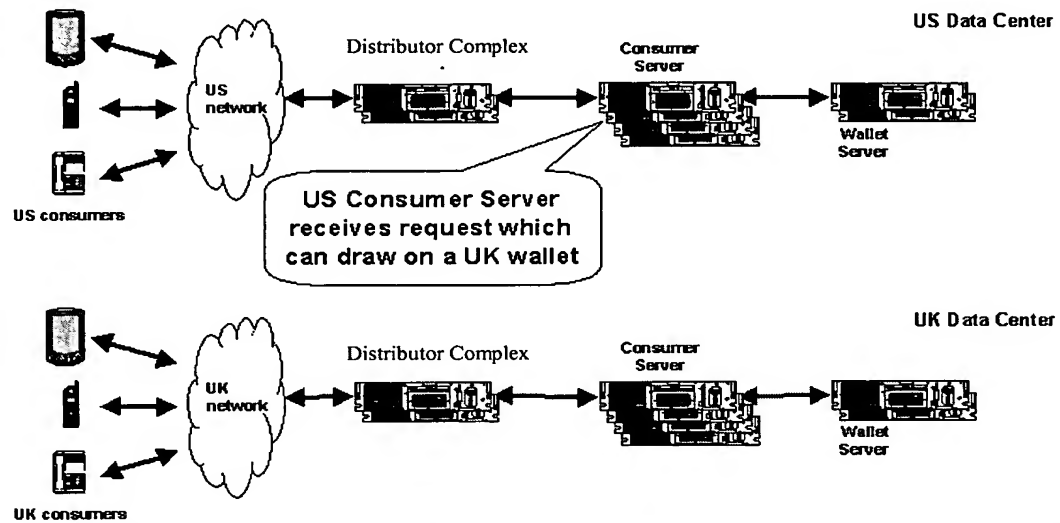 US Data Center
Distributor Complex
Consumer
Server
US
network
Wallet
Server
US consumers
US Consumer Server
receives request which
can draw on a UK wallet
UK Data Center
Distributor Complex
Consumer
Server
UK
network
Wallet
Server
UK consumers